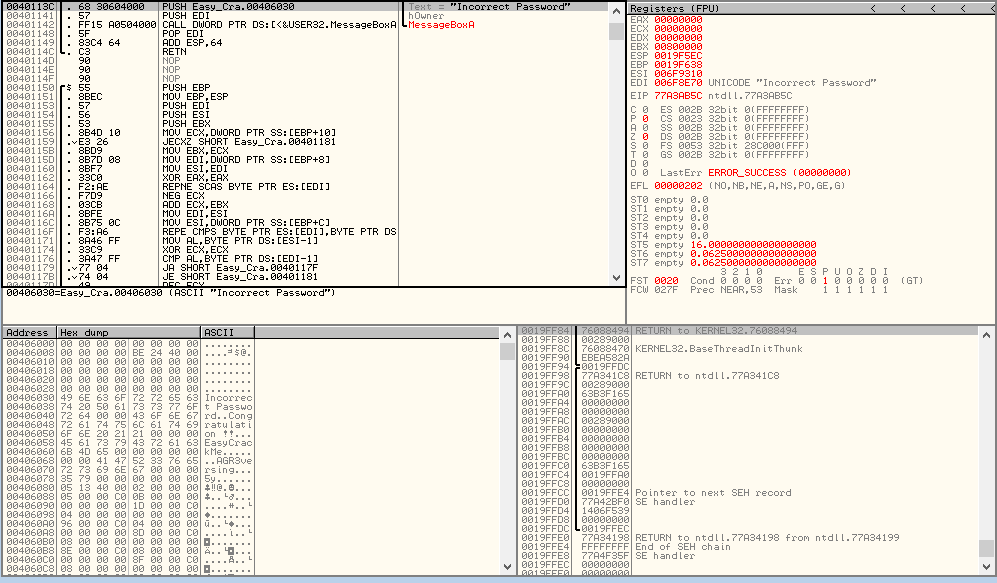 0040113C . 68 30604000 PUSH Easy_Cra.00406030 Text = "Incorrect Password"
00401141 . 57 PUSH EDI hOwner
00401142 . FF15 A0504000 CALL DWORD PTR DS:[<&USER32.MessageBoxA MessageBoxA
00401148 . 5F POP EDI
00401149 . 83C4 64 ADD ESP,64
0040114C . C3 RETN
0040114D 90 NOP
0040114E 90 NOP
0040114F 90 NOP
00401150 $ 55 PUSH EBP
00401151 . 8BEC MOV EBP,ESP
00401153 . 57 PUSH EDI
00401154 . 56 PUSH ESI
00401155 . 53 PUSH EBX
00401156 . 8B4D 10 MOV ECX,DWORD PTR SS:[EBP+10]
00401159 . E3 26 JECXZ SHORT Easy_Cra.00401181
0040115B . 8BD9 MOV EBX,ECX
0040115D . 8B7D 08 MOV EDI,DWORD PTR SS:[EBP+8]
00401160 . 8BF7 MOV ESI,EDI
00401162 . 33C0 XOR EAX,EAX
00401164 . F2:AE REPNE SCAS BYTE PTR ES:[EDI]
00401166 . F7D9 NEG ECX
00401168 . 03CB ADD ECX,EBX
0040116A . 8BFE MOV EDI,ESI
0040116C . 8B75 0C MOV ESI,DWORD PTR SS:[EBP+C]
0040116F . F3:A6 REPE CMPS BYTE PTR ES:[EDI],BYTE PTR DS
00401171 . 8A46 FF MOV AL,BYTE PTR DS:[ESI-1]
00401174 . 33C9 XOR ECX,ECX
00401176 . 3A47 FF CMP AL,BYTE PTR DS:[EDI-1]
00401179 . 77 04 JA SHORT Easy_Cra.0040117F
0040117B . 74 04 JE SHORT Easy_Cra.00401181
0040117D . 49 DEC ECX
00406030=Easy_Cra.00406030 (ASCII "Incorrect Password")
Registers (FPU) < < < < <
EAX 00000000
ECX 00000000
EDX 00000000
EBX 00800000
ESP 0019F5EC
EBP 0019F638
ESI 006F9310
EDI 006F8E70 UNICODE "Incorrect Password"
EIP 77A3AB5C ntdll.77A3AB5C
C 0 ES 002B 32bit 0(FFFFFFFF)
P 0 CS 0023 32bit 0(FFFFFFFF)
A 0 SS 002B 32bit 0(FFFFFFFF)
Z 0 DS 002B 32bit 0(FFFFFFFF)
S 0 FS 0053 32bit 28C000(FFF)
T 0 GS 002B 32bit 0(FFFFFFFF)
D 0
O 0 LastErr ERROR_SUCCESS (00000000)
EFL 00000202 (NO,NB,NE,A,NS,PO,GE,G)
ST0 empty 0.0
ST1 empty 0.0
ST2 empty 0.0
ST3 empty 0.0
ST4 empty 0.0
ST5 empty 16.000000000000000000
ST6 empty 0.0625000000000000000
ST7 empty 0.0625000000000000000
3 2 1 0 E S P U O Z D I
FST 0020 Cond 0 0 0 0 Err 0 0 1 0 0 0 0 0 (GT)
FCW 027F Prec NEAR,53 Mask 1 1 1 1 1 1
Address Hex dump ASCII
00406000 00 00 00 00 00 00 00 00 ........
00406008 00 00 00 00 BE 24 40 00 ....╛$@.
00406010 00 00 00 00 00 00 00 00 ........
00406018 00 00 00 00 00 00 00 00 ........
00406020 00 00 00 00 00 00 00 00 ........
00406028 00 00 00 00 00 00 00 00 ........
00406030 49 6E 63 6F 72 72 65 63 Incorrec
00406038 74 20 50 61 73 73 77 6F t Passwo
00406040 72 64 00 00 43 6F 6E 67 rd..Cong
00406048 72 61 74 75 6C 61 74 69 ratulati
00406050 6F 6E 20 21 21 00 00 00 on !!...
00406058 45 61 73 79 43 72 61 63 EasyCrac
00406060 6B 4D 65 00 00 00 00 00 kMe.....
00406068 00 00 41 47 52 33 76 65 ..AGR3ve
00406070 72 73 69 6E 67 00 00 00 rsing...
00406078 35 79 00 00 00 00 00 00 5y......
00406080 05 13 40 00 02 00 00 00
00406088 05 00 00 C0 0B 00 00 00
00406090 00 00 00 00 1D 00 00 C0
00406098 04 00 00 00 00 00 00 00
004060A0 96 00 00 C0 04 00 00 00
004060A8 00 00 00 00 8D 00 00 C0
004060B0 08 00 00 00 00 00 00 00
004060B8 8E 00 00 C0 08 00 00 00
004060C0 00 00 00 00 8F 00 00 C0
004060C8 08 00 00 00 00 00 00 00
0019FF84 76088494 RETURN to KERNEL32.76088494
0019FF88 00289000
0019FF8C 76088470 KERNEL32.BaseThreadInitThunk
0019FF90 EBEA582A
0019FF94 0019FFDC
0019FF98 77A341C8 RETURN to ntdll.77A341C8
0019FF9C 00289000
0019FFA0 63B3F165
0019FFA4 00000000
0019FFA8 00000000
0019FFAC 00289000
0019FFB0 00000000
0019FFB4 00000000
0019FFB8 00000000
0019FFBC 00000000
0019FFC0 63B3F165
0019FFC4 0019FFA0
0019FFC8 00000000
0019FFCC 0019FFE4 Pointer to next SEH record
0019FFD0 77A42BF0 SE handler
0019FFD4 1406F539
0019FFD8 00000000
0019FFDC 0019FFEC
0019FFE0 77A34198 RETURN to ntdll.77A34198 from ntdll.77A34199
0019FFE4 FFFFFFFF End of SEH chain
0019FFE8 77A4F35F SE handler
0019FFEC 00000000